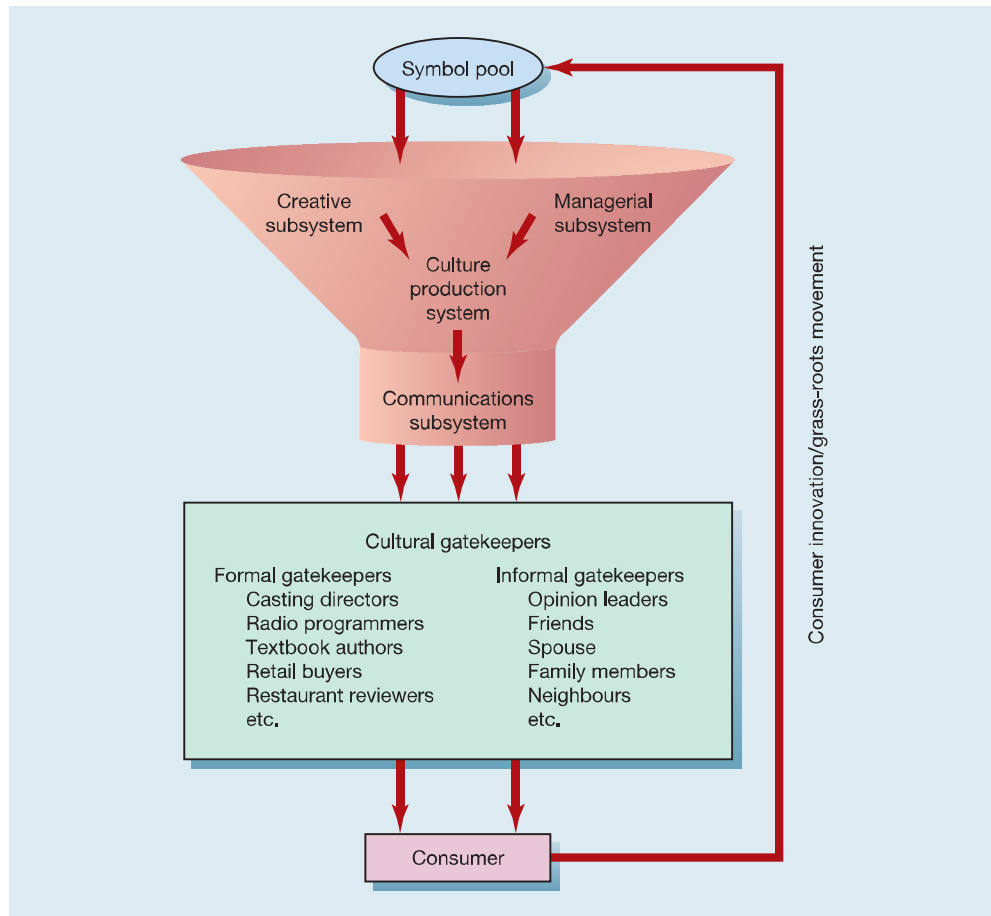 Symbol pool
Creative
subsystem
Managerial
subsystem
Culture
production
system
Communications
subsystem
Cultural gatekeepers
Formal gatekeepers
Casting directors
Radio programmers
Textbook authors
Retail buyers
Restaurant reviewers
etc.
Informal gatekeepers
Opinion leaders
Friends
Spouse
Family members
Neighbours
etc.
Consumer
Consumer innovation/grass-roots movement